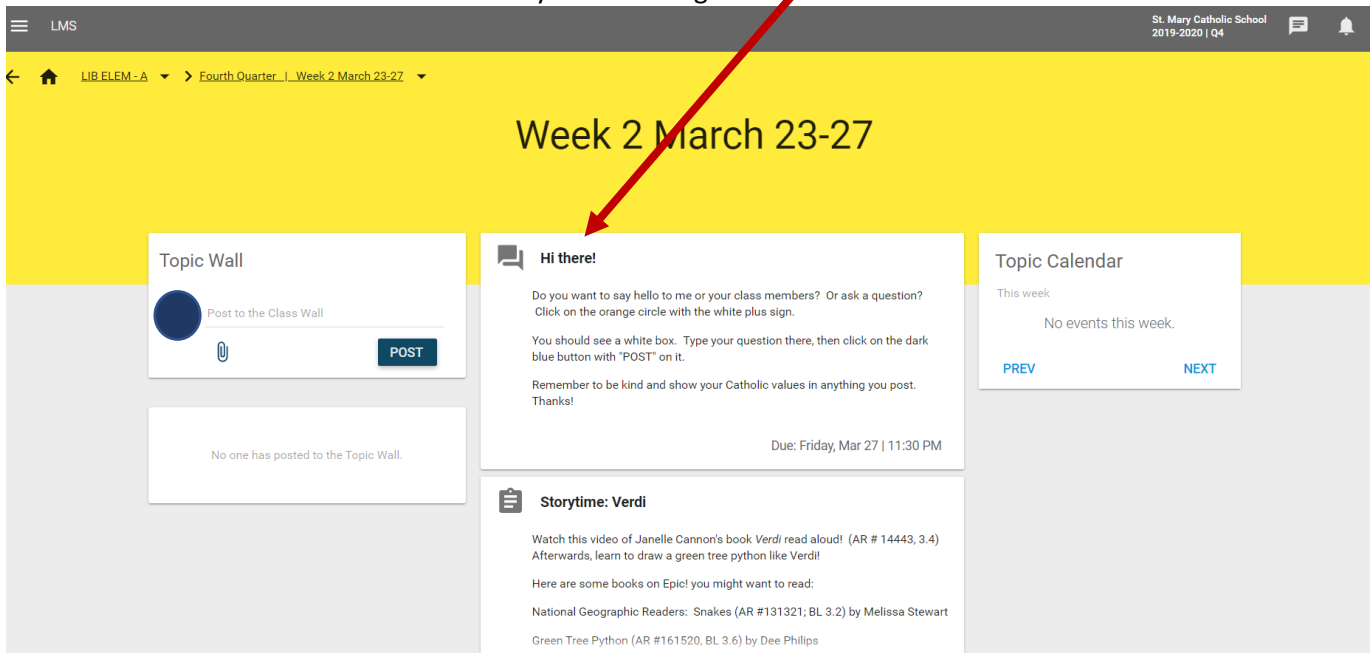 LMS
St. Mary Catholic School
2019-2020 | Q4
LIB ELEM - A
Fourth Quarter | Week 2 March 23-27
Week 2 March 23-27
Topic Wall
Post to the Class Wall
POST
No one has posted to the Topic Wall.
Hi there!
Do you want to say hello to me or your class members? Or ask a question?
Click on the orange circle with the white plus sign.
You should see a white box. Type your question there, then click on the dark
blue button with "POST" on it.
Remember to be kind and show your Catholic values in anything you post.
Thanks!
Due: Friday, Mar 27 | 11:30 PM
Storytime: Verdi
Watch this video of Janelle Cannon's book Verdi read aloud! (AR # 14443, 3.4)
Afterwards, learn to draw a green tree python like Verdi!
Here are some books on Epic! you might want to read:
National Geographic Readers: Snakes (AR #131321; BL 3.2) by Melissa Stewart
Green Tree Python (AR #161520, BL 3.6) by Dee Philips
Topic Calendar
This week
No events this week.
PREV
NEXT